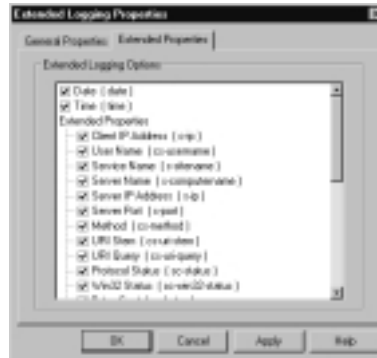 Extended Logging Properties
General Properties Extended Properties
Extended Logging Options
Date ( date )
Time ( time )
Extended Properties
Client IP Address ( c-ip )
User Name ( cs-username )
Service Name ( s-sitename )
Server Name ( s-computername )
Server IP Address ( s-ip )
Server Port ( s-port )
Method ( cs-method )
URI Stem ( cs-uri-stem )
URI Query ( cs-uri-query )
Protocol Status ( sc-status )
Win32 Status ( sc-win32-status )
OK Cancel Apply Help